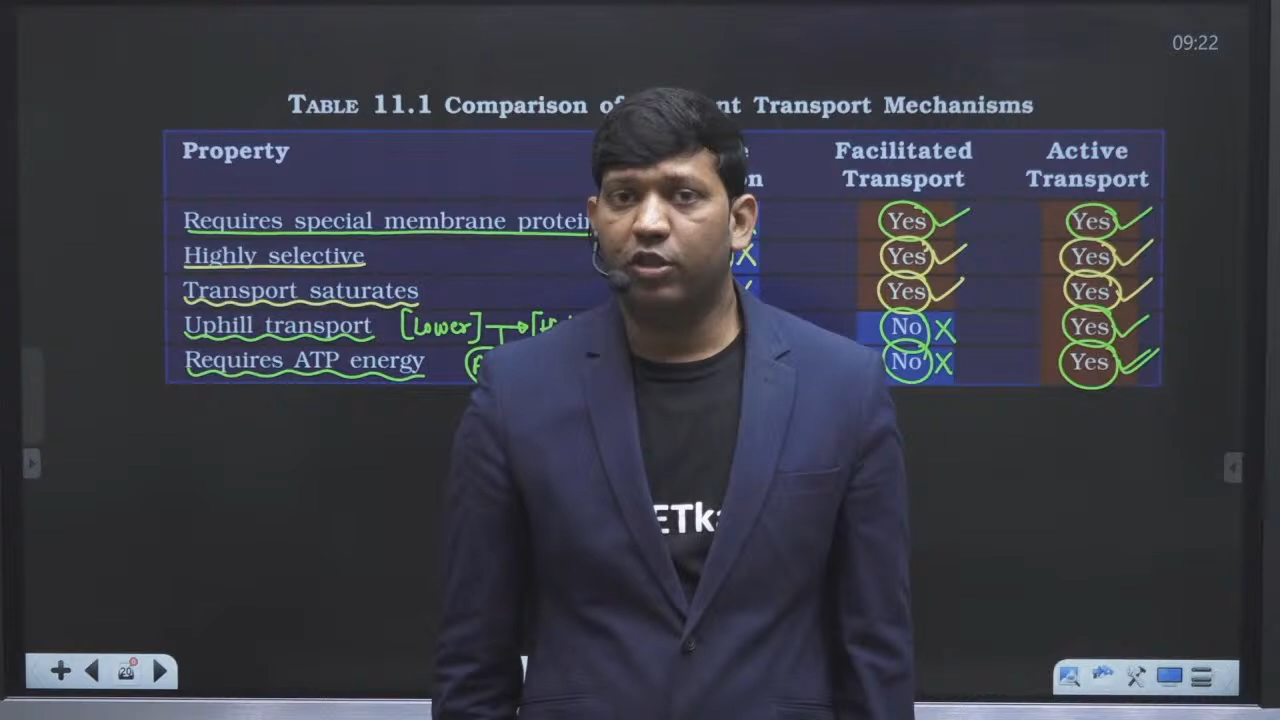 09:22
TABLE 11.1 Comparison of Transport Mechanisms
Property Facilitated Transport Active Transport
Requires special membrane Yes Yes
Highly selective X Yes Yes
Transport saturates Yes Yes
Uphill transport [Lower] → No X Yes
Requires ATP energy No X Yes
ETk
20